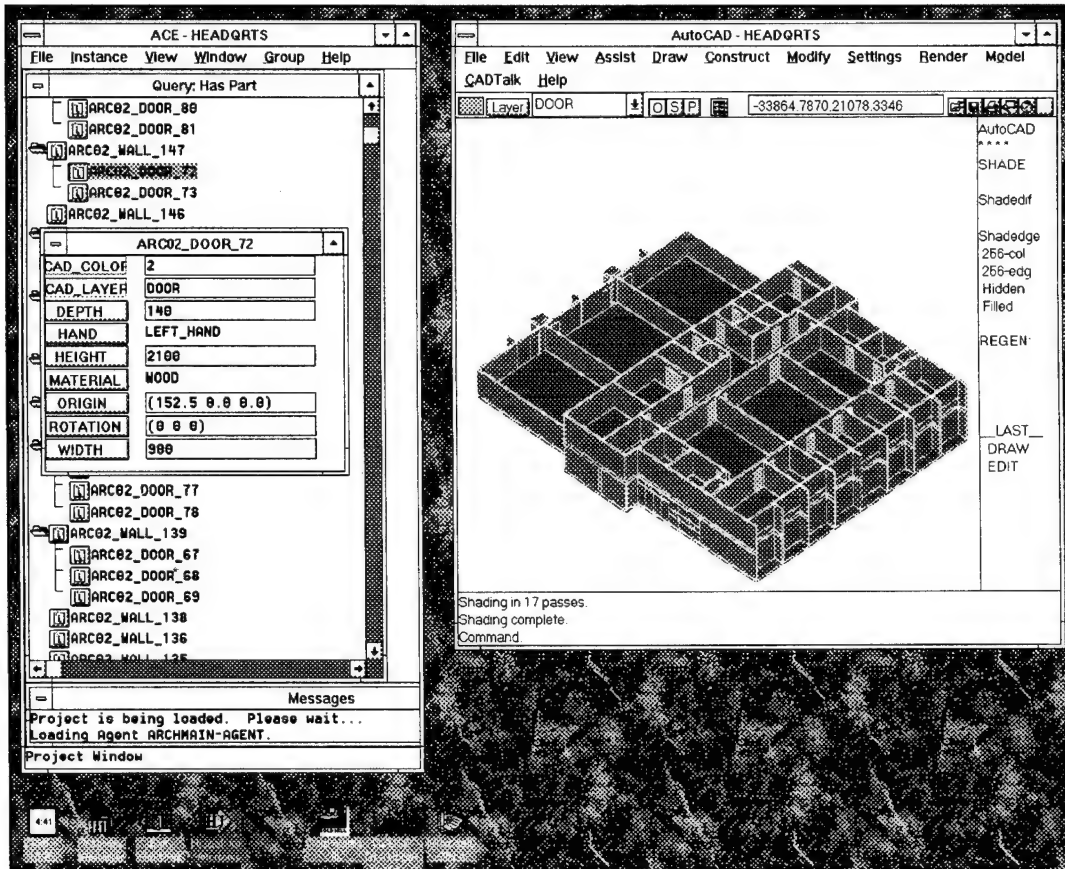 ACE - HEADQRTS
File Instance View Window Group Help
Query: Has Part
ARC02_DOOR_80
ARC02_DOOR_81
ARC02_WALL_147
ARC02_DOOR_72
ARC02_DOOR_73
ARC02_WALL_146
ARC02_DOOR_72
CAD_COLOR 2
CAD_LAYER DOOR
DEPTH 140
HAND LEFT_HAND
HEIGHT 2100
MATERIAL WOOD
ORIGIN (152.5 0.0 0.0)
ROTATION (0 0 0)
WIDTH 900
ARC02_DOOR_77
ARC02_DOOR_78
ARC02_WALL_139
ARC02_DOOR_67
ARC02_DOOR_68
ARC02_DOOR_69
ARC02_WALL_138
ARC02_WALL_136
ARC02_WALL_135
Messages
Project is being loaded. Please wait...
Loading Agent ARCHMAIN-AGENT.
Project Window
4:41
AutoCAD - HEADQRTS
File Edit View Assist Draw Construct Modify Settings Render Model
CADTalk Help
Layer DOOR O S P -33864.7870,21078.3346
AutoCAD
* * * *
SHADE
Shadedif
Shadedge
256-col
256-edg
Hidden
Filled
REGEN:
__LAST__
DRAW
EDIT
Shading in 17 passes.
Shading complete.
Command: